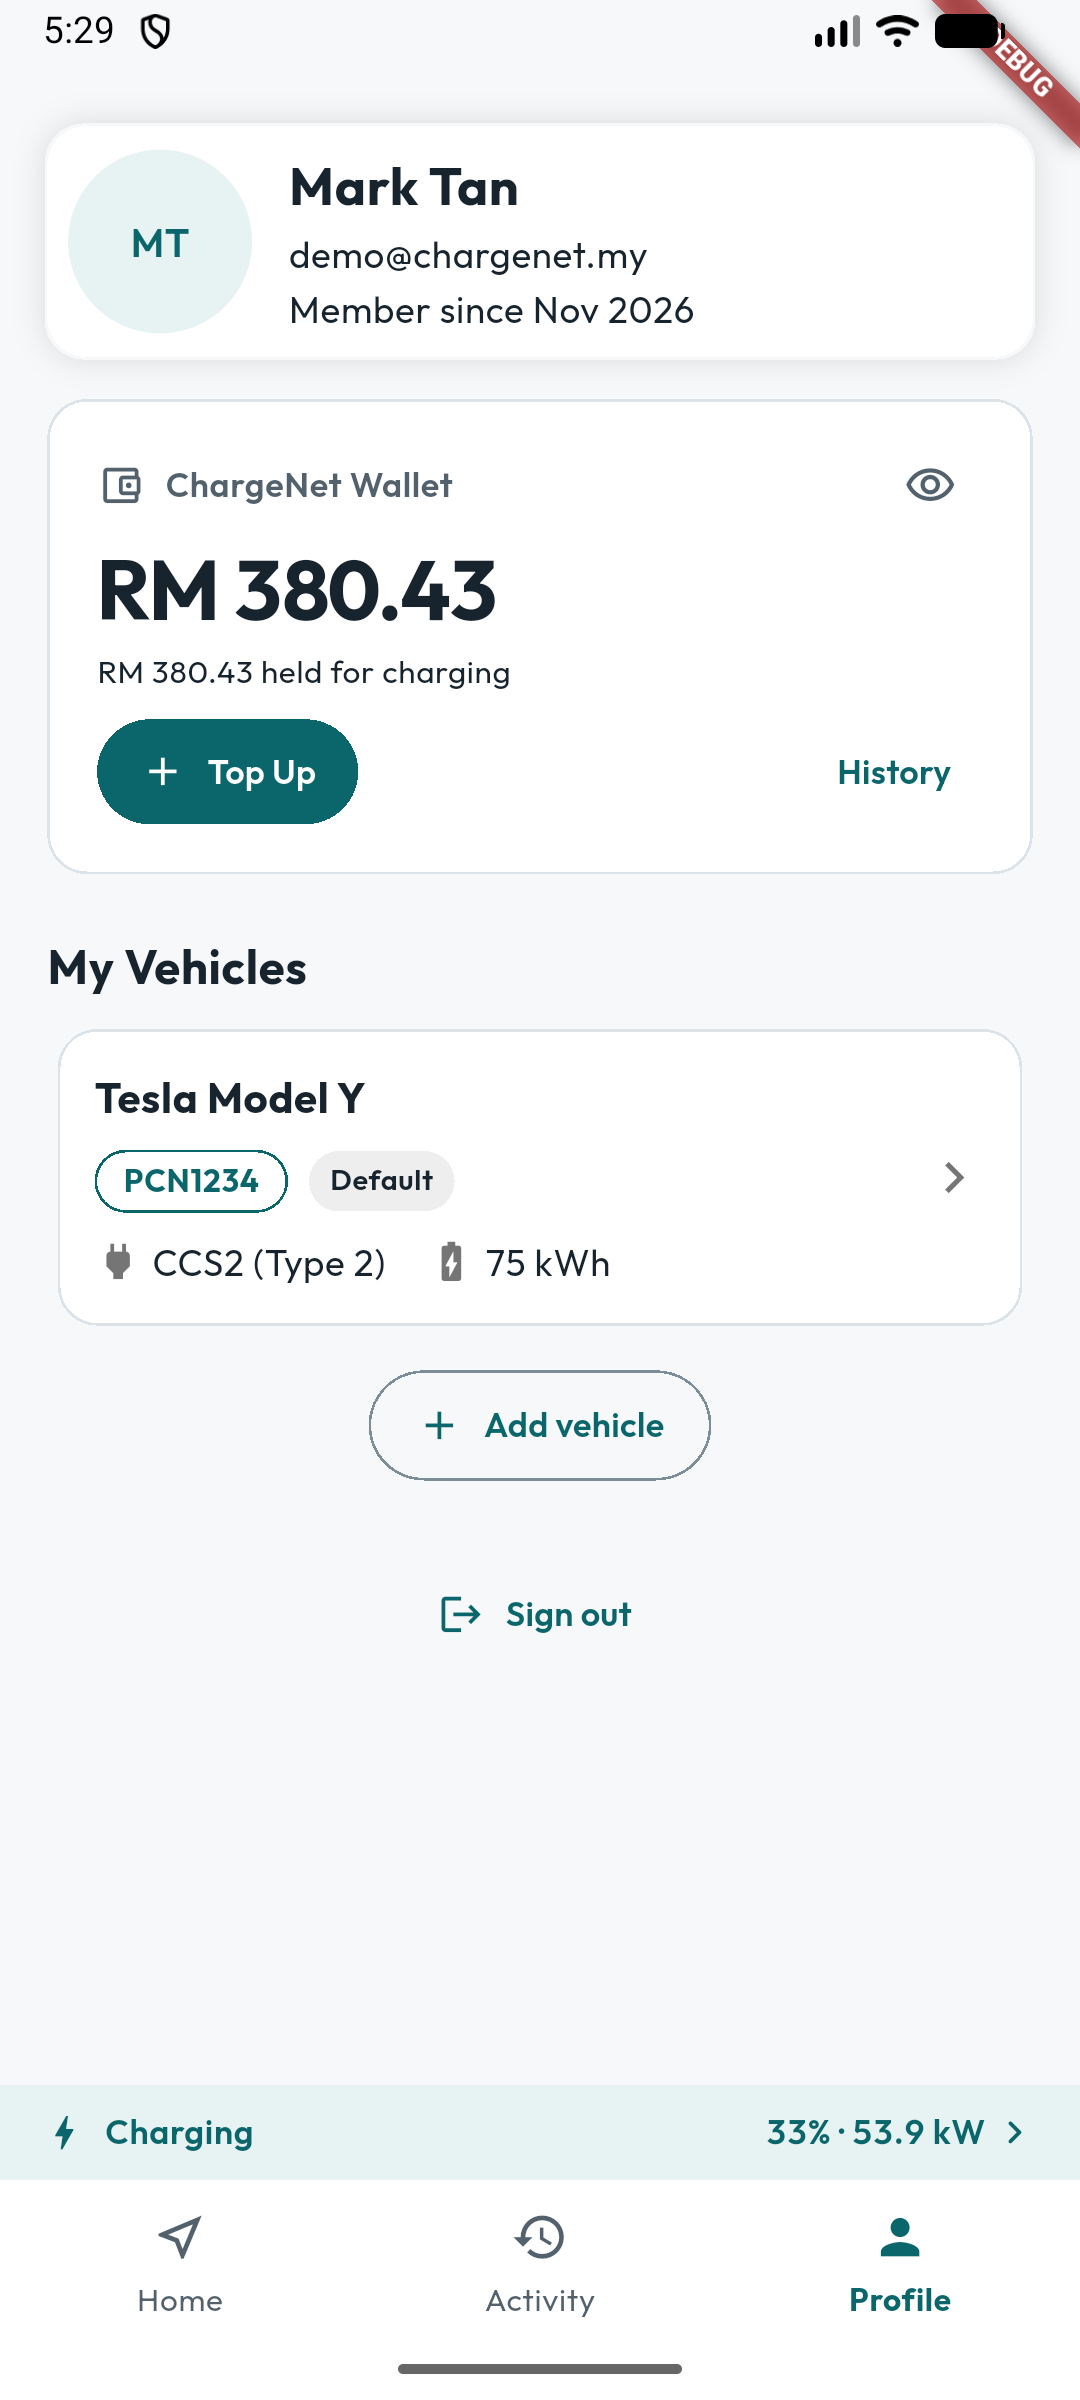 5:29
EBUG
Mark Tan
MT
demo@chargenet.my
Member since Nov 2026
ChargeNet Wallet
RM 380.43
RM 380.43 held for charging
Top Up
History
My Vehicles
Tesla Model Y
PCN1234
Default
CCS2 (Type 2)
75 kWh
Add vehicle
Sign out
Charging
33% · 53.9 kW
Home
Activity
Profile